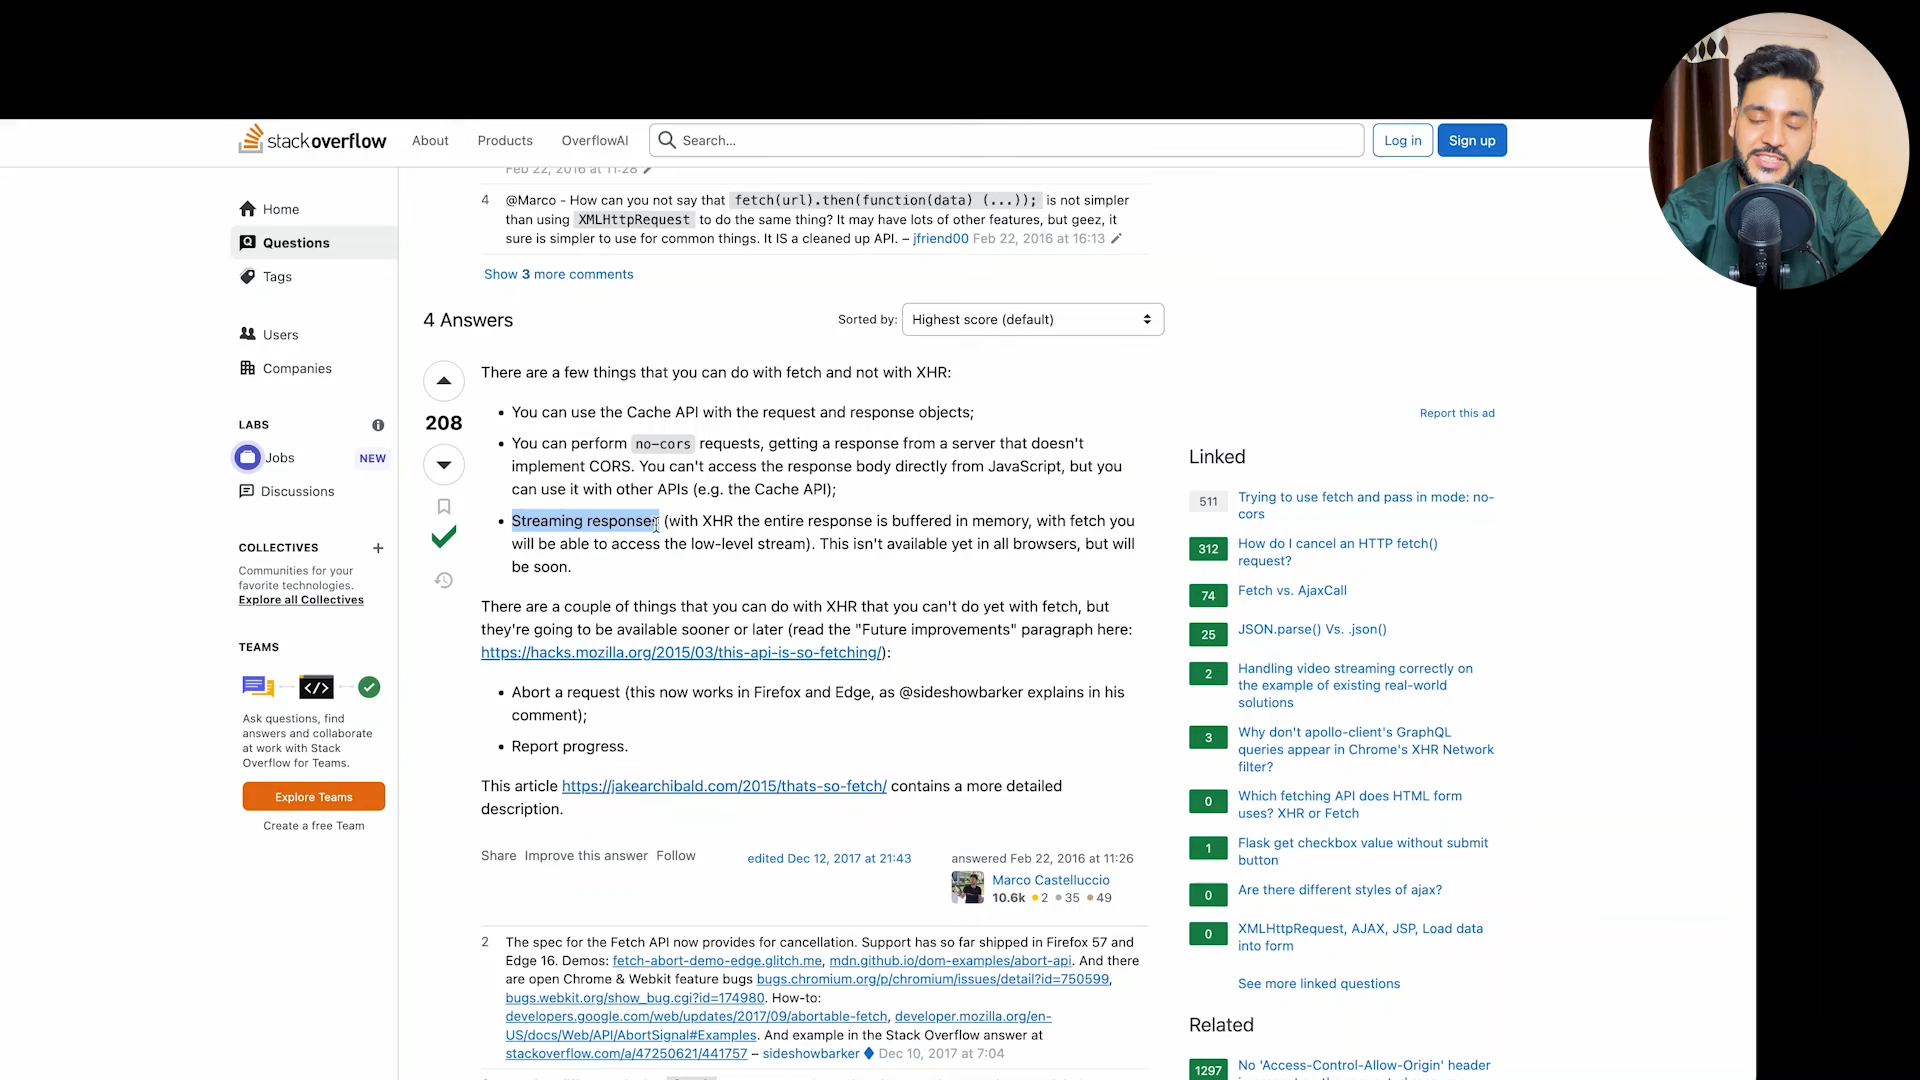 stackoverflow
About
Products
OverflowAI
Search...
Log in
Sign up
Home
Questions
Tags
Users
Companies
LABS
Jobs
NEW
Discussions
COLLECTIVES
Communities for your
favorite technologies.
Explore all Collectives
TEAMS
Ask questions, find
answers and collaborate
at work with Stack
Overflow for Teams.
Explore Teams
Create a free Team
Feb 22, 2016 at 11:28
4 @Marco - How can you not say that fetch(url).then(function(data) (...)); is not simpler
than using XMLHttpRequest to do the same thing? It may have lots of other features, but geez, it
sure is simpler to use for common things. It IS a cleaned up API. – jfriend00 Feb 22, 2016 at 16:13
Show 3 more comments
4 Answers
Sorted by: Highest score (default)
208
There are a few things that you can do with fetch and not with XHR:
• You can use the Cache API with the request and response objects;
• You can perform no-cors requests, getting a response from a server that doesn't
implement CORS. You can't access the response body directly from JavaScript, but you
can use it with other APIs (e.g. the Cache API);
• Streaming responses (with XHR the entire response is buffered in memory, with fetch you
will be able to access the low-level stream). This isn't available yet in all browsers, but will
be soon.
There are a couple of things that you can do with XHR that you can't do yet with fetch, but
they're going to be available sooner or later (read the "Future improvements" paragraph here:
https://hacks.mozilla.org/2015/03/this-api-is-so-fetching/):
• Abort a request (this now works in Firefox and Edge, as @sideshowbarker explains in his
comment);
• Report progress.
This article https://jakearchibald.com/2015/thats-so-fetch/ contains a more detailed
description.
Share Improve this answer Follow
edited Dec 12, 2017 at 21:43
answered Feb 22, 2016 at 11:26
Marco Castelluccio
10.6k 2 35 49
2 The spec for the Fetch API now provides for cancellation. Support has so far shipped in Firefox 57 and
Edge 16. Demos: fetch-abort-demo-edge.glitch.me, mdn.github.io/dom-examples/abort-api. And there
are open Chrome & Webkit feature bugs bugs.chromium.org/p/chromium/issues/detail?id=750599,
bugs.webkit.org/show_bug.cgi?id=174980. How-to:
developers.google.com/web/updates/2017/09/abortable-fetch, developer.mozilla.org/en-
US/docs/Web/API/AbortSignal#Examples. And example in the Stack Overflow answer at
stackoverflow.com/a/47250621/441757 – sideshowbarker Dec 10, 2017 at 7:04
Report this ad
Linked
511 Trying to use fetch and pass in mode: no-
cors
312 How do I cancel an HTTP fetch()
request?
74 Fetch vs. AjaxCall
25 JSON.parse() Vs. .json()
2 Handling video streaming correctly on
the example of existing real-world
solutions
3 Why don't apollo-client's GraphQL
queries appear in Chrome's XHR Network
filter?
0 Which fetching API does HTML form
uses? XHR or Fetch
1 Flask get checkbox value without submit
button
0 Are there different styles of ajax?
0 XMLHttpRequest, AJAX, JSP, Load data
into form
See more linked questions
Related
1297 No 'Access-Control-Allow-Origin' header